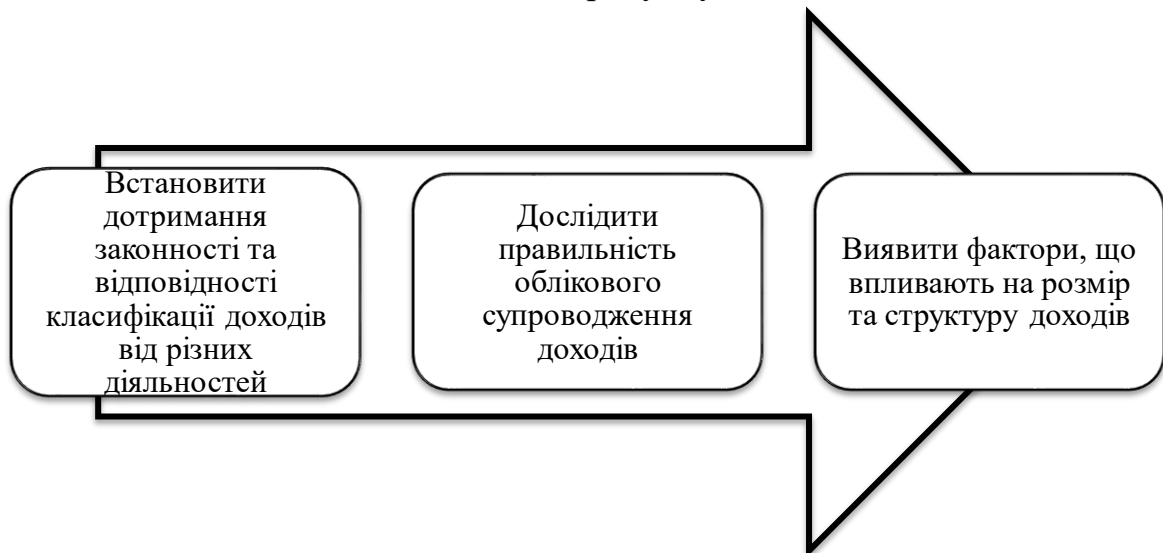 Встановити
дотримання
законності та
відповідності
класифікації доходів
від різних
діяльностей
Дослідити
правильність
облікового
супроводження
доходів
Виявити фактори, що
впливають на розмір
та структуру доходів